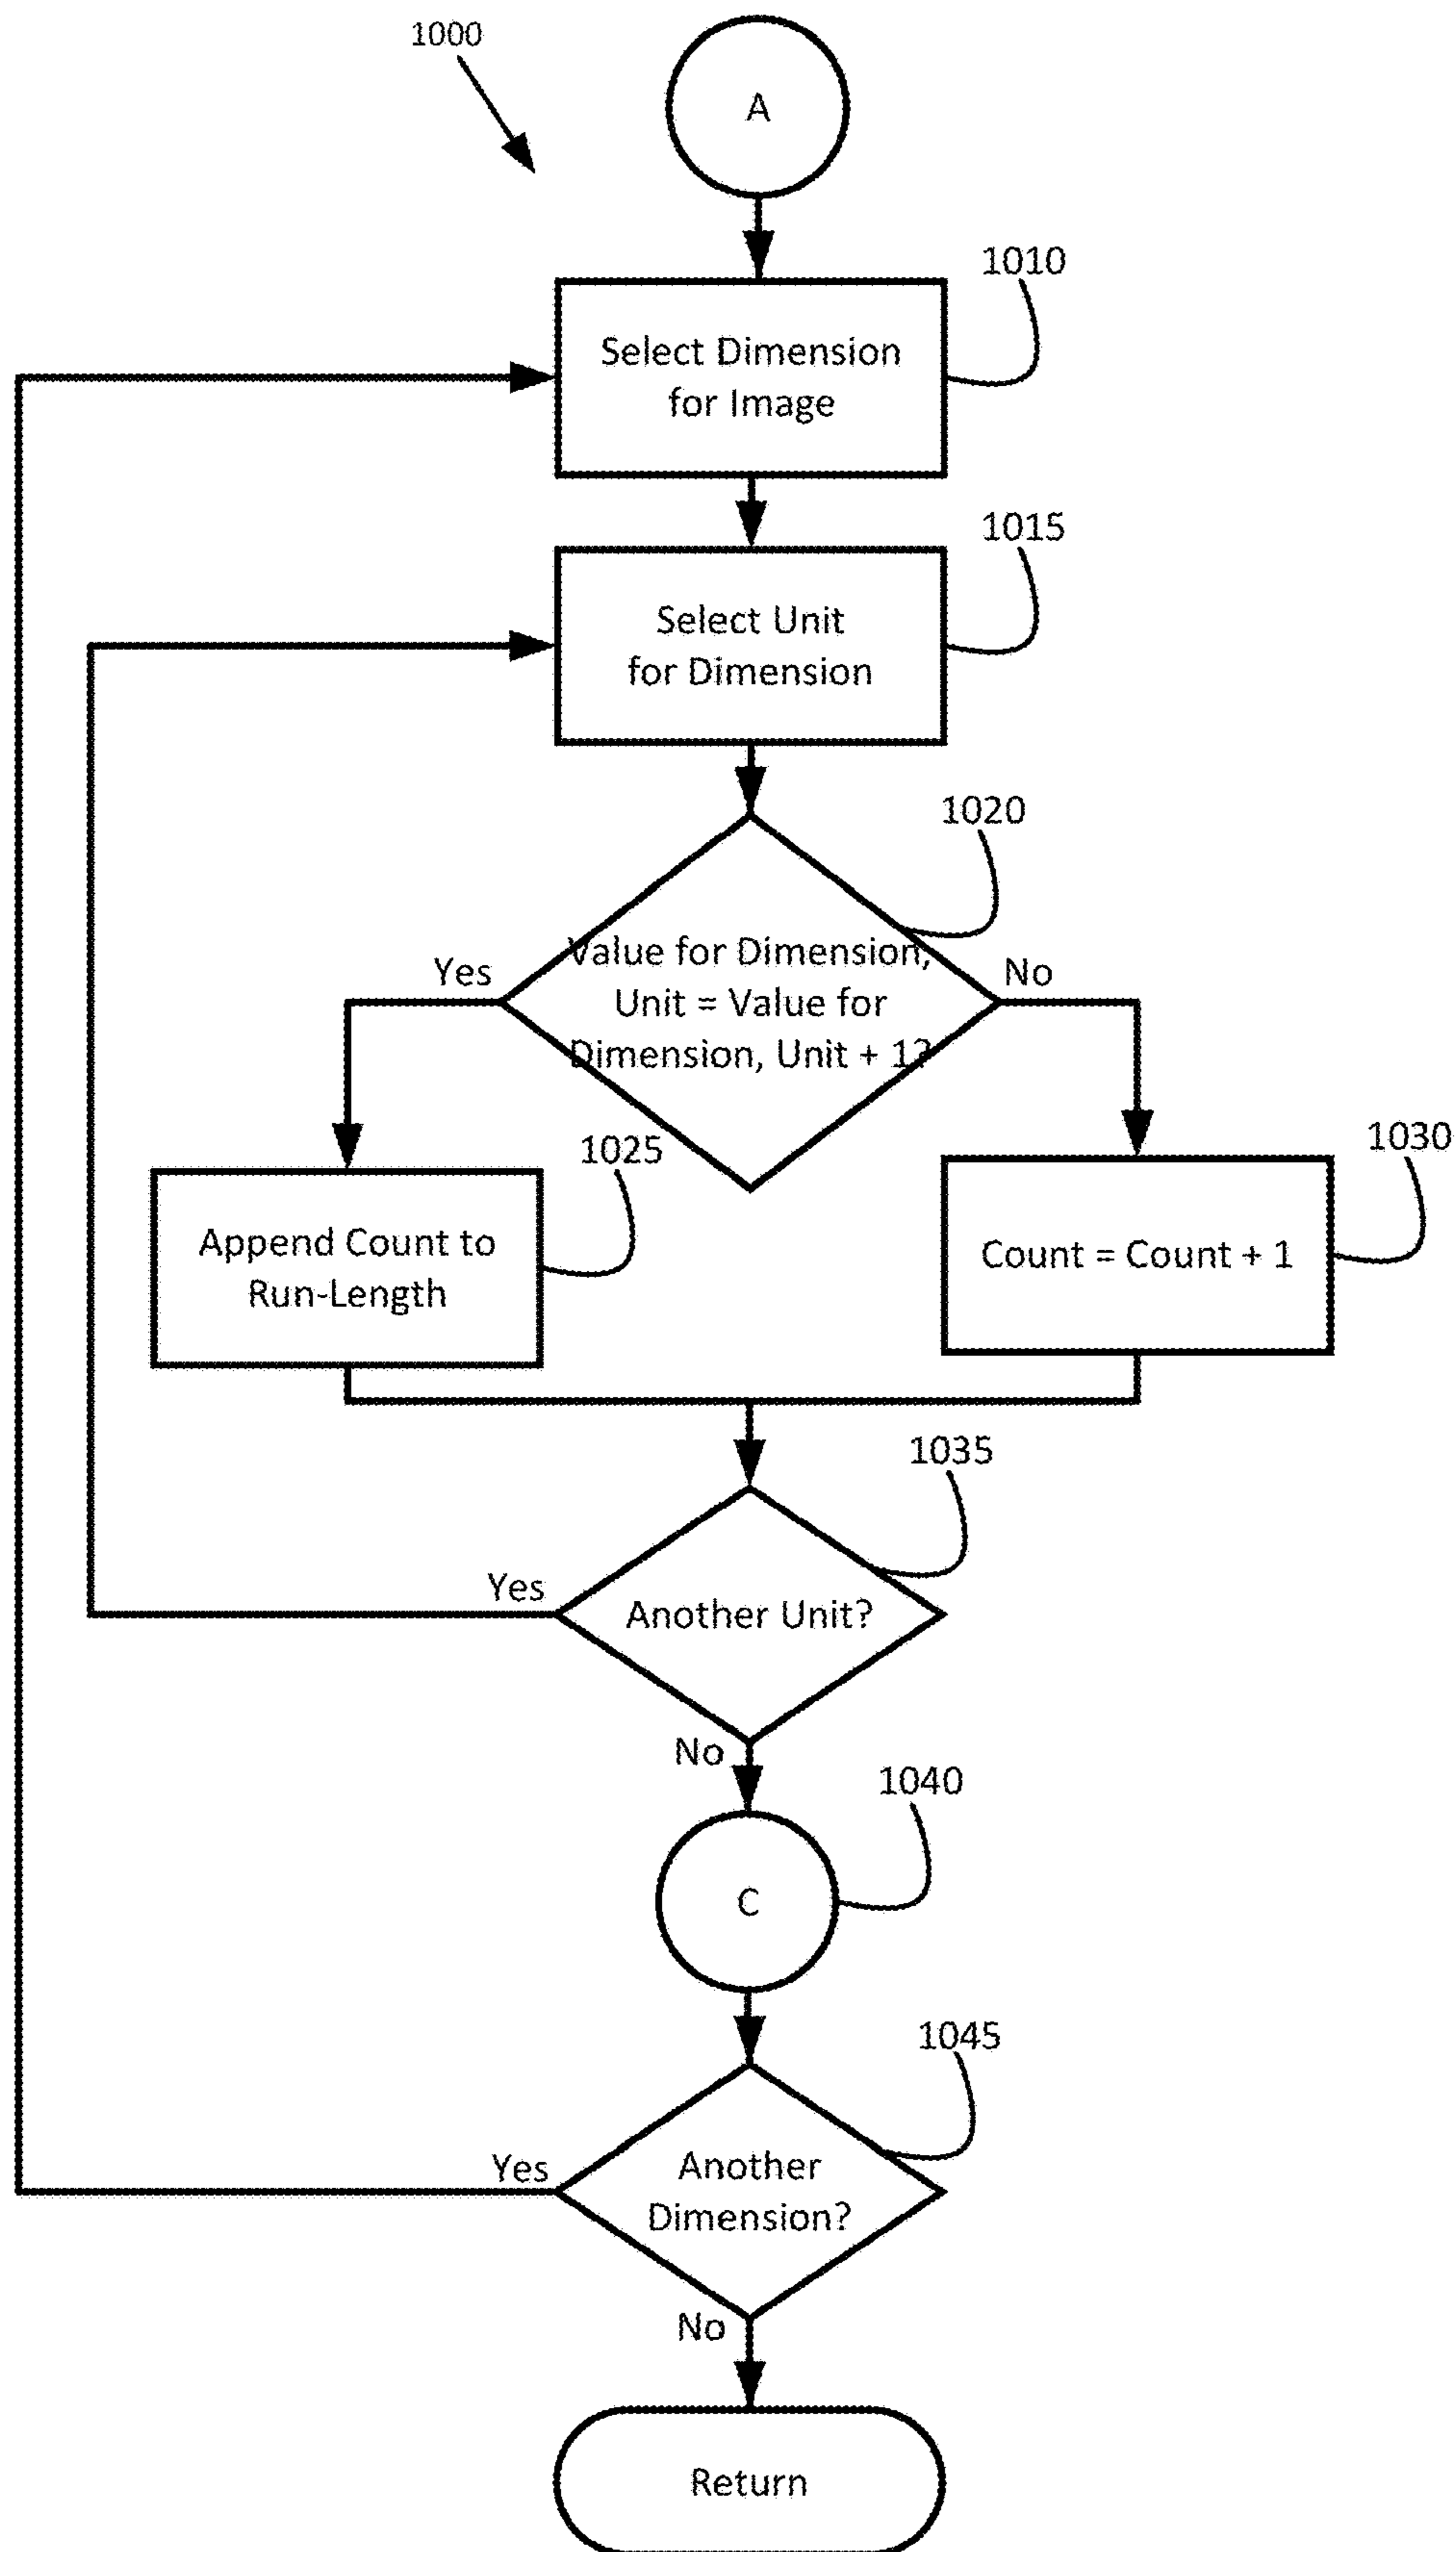 1000
A
1010
Select Dimension
for Image
1015
Select Unit
for Dimension
1020
Value for Dimension,
Unit = Value for
Dimension, Unit + 1?
Yes
No
1025
1030
Append Count to
Run-Length
Count = Count + 1
1035
Another Unit?
Yes
No
1040
C
1045
Another
Dimension?
Yes
No
Return